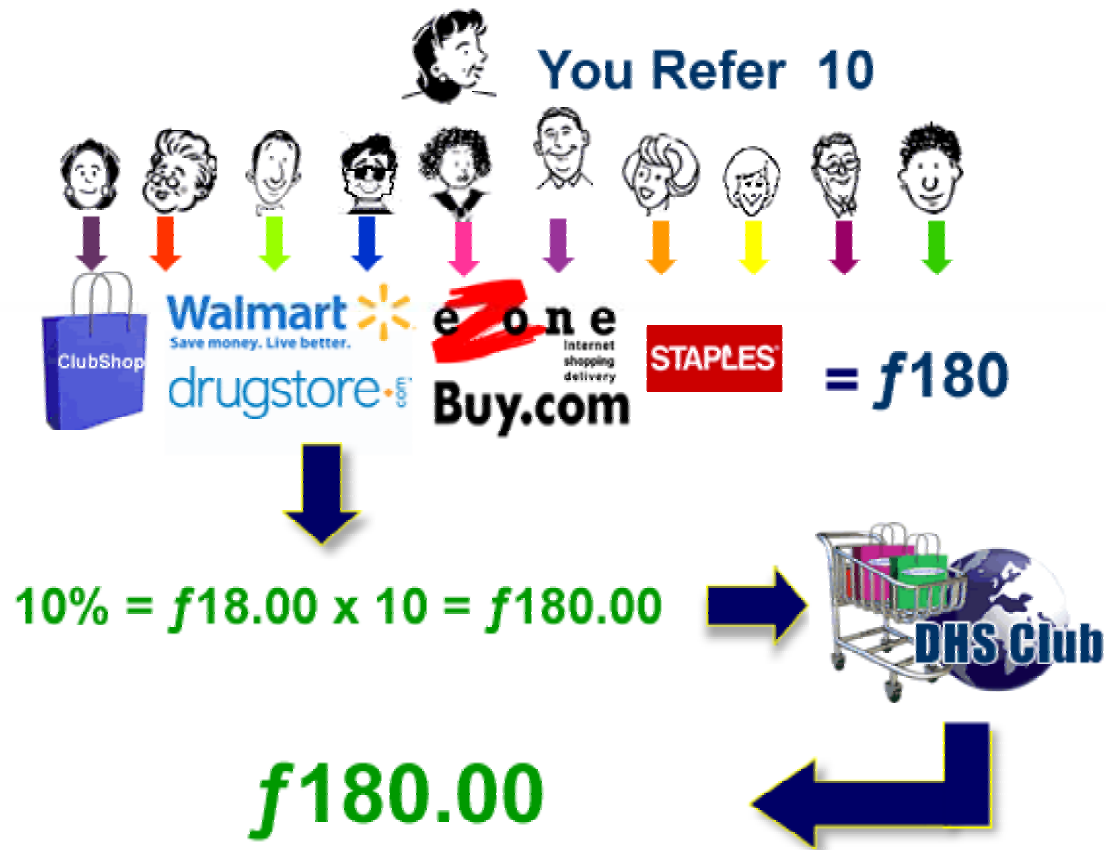 You Refer 10
ClubShop
Walmart
Save money. Live better.
drugstore.com
eZone
Internet
shopping
delivery
Buy.com
STAPLES
= ƒ180
10% = ƒ18.00 x 10 = ƒ180.00
DHS Club
ƒ180.00